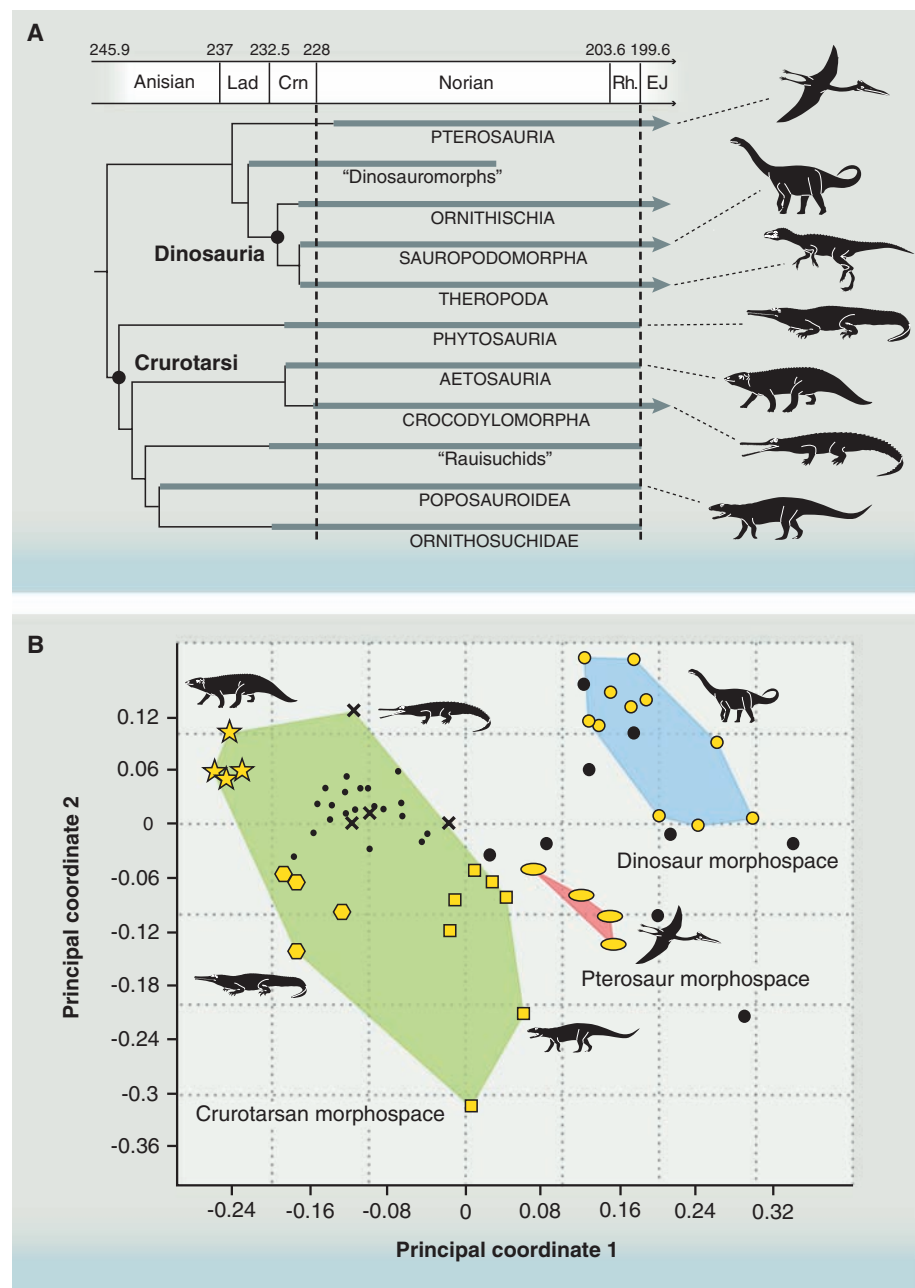 A
245.9 237 232.5 228 203.6 199.6
Anisian Lad Crn Norian Rh. EJ
PTEROSAURIA
“Dinosauromorphs”
ORNITHISCHIA
Dinosauria
SAUROPODOMORPHA
THEROPODA
PHYTOSAURIA
Crurotarsi
AETOSAURIA
CROCODYLOMORPHA
“Rauisuchids”
POPOSAUROIDEA
ORNITHOSUCHIDAE
B
Principal coordinate 2
0.12
0.06
0
-0.06
-0.12
-0.18
-0.24
-0.3
-0.36
Dinosaur morphospace
Pterosaur morphospace
Crurotarsan morphospace
-0.24 -0.16 -0.08 0 0.08 0.16 0.24 0.32
Principal coordinate 1